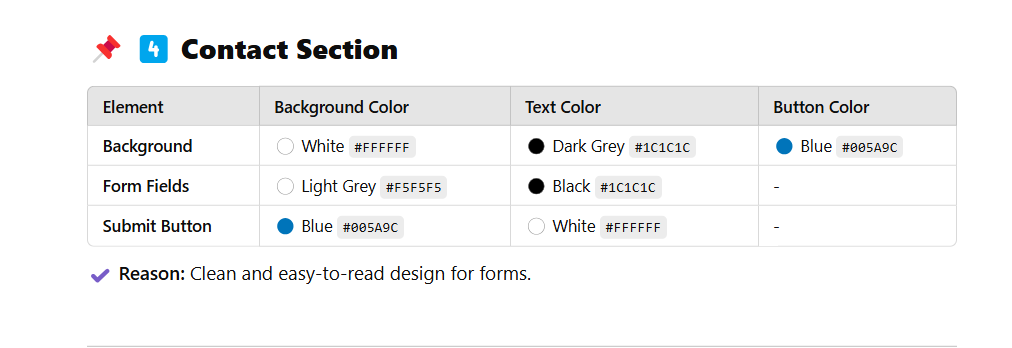 📌 4️⃣ Contact Section
Element Background Color Text Color Button Color
Background ⚪ White #FFFFFF ⚫ Dark Grey #1C1C1C 🔵 Blue #005A9C
Form Fields ⚪ Light Grey #F5F5F5 ⚫ Black #1C1C1C -
Submit Button 🔵 Blue #005A9C ⚪ White #FFFFFF -
✔ Reason: Clean and easy-to-read design for forms.